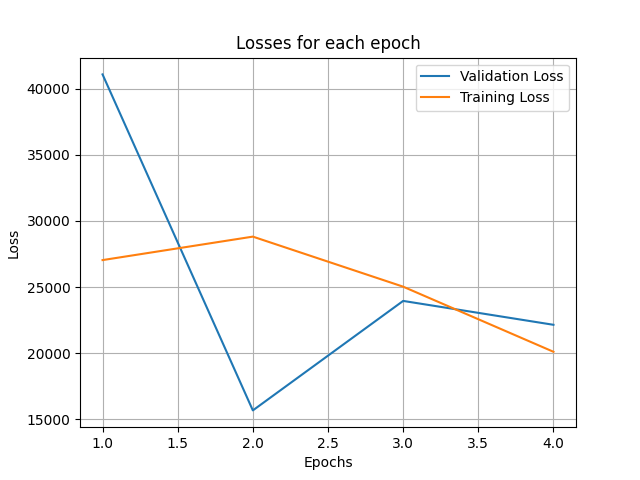 Losses for each epoch
Validation Loss
Training Loss
40000
35000
30000
25000
20000
15000
Loss
1.0 1.5 2.0 2.5 3.0 3.5 4.0
Epochs